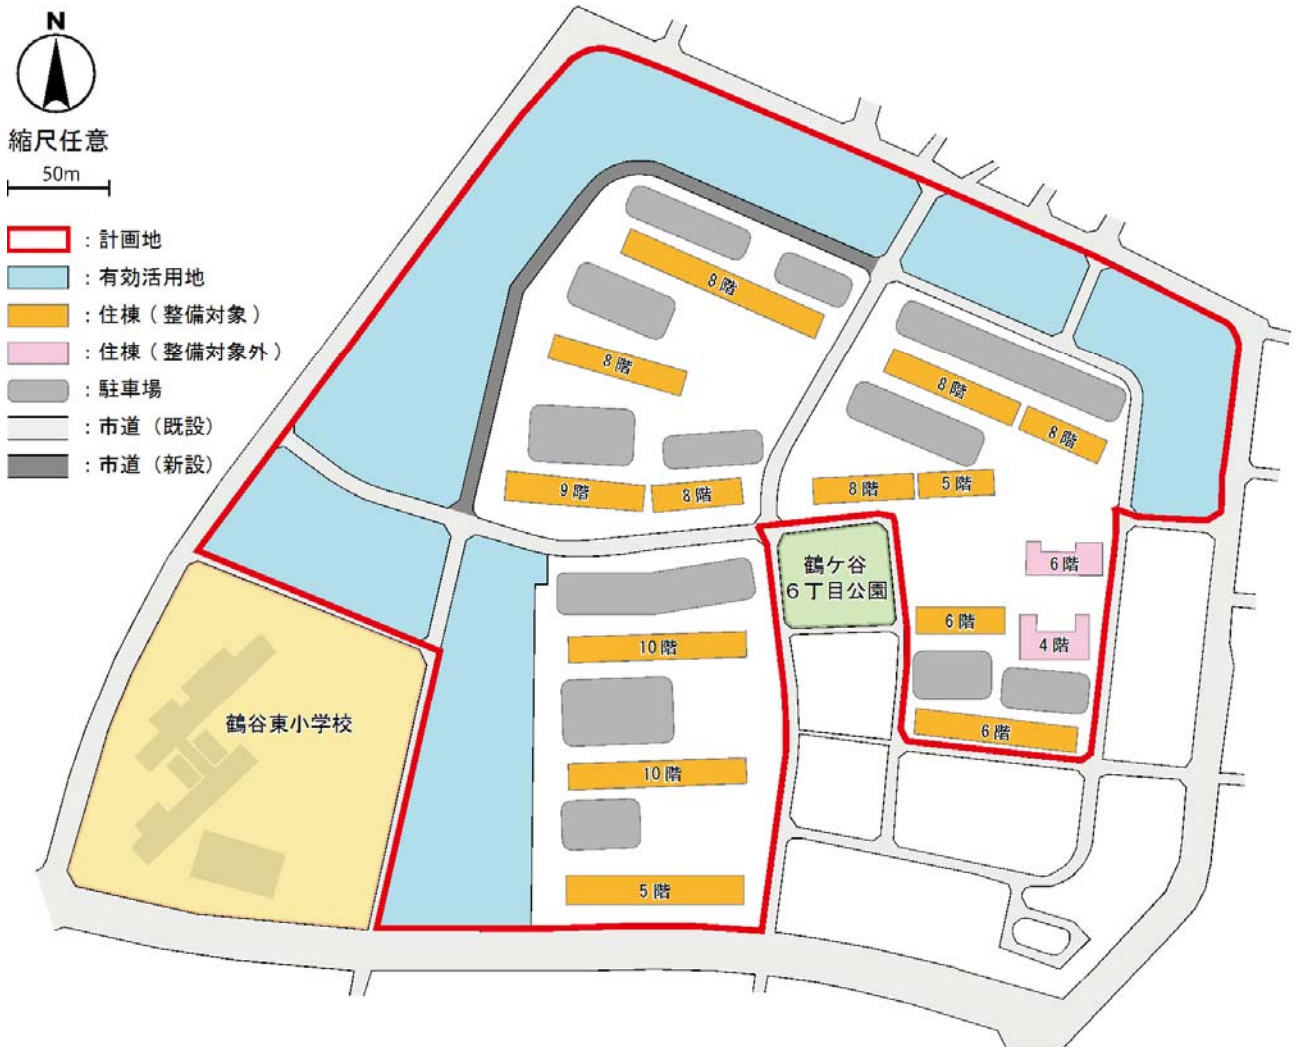 N
縮尺任意
50m
：計画地
：有効活用地
：住棟（整備対象）
：住棟（整備対象外）
：駐車場
：市道（既設）
：市道（新設）
8階
8階
8階
8階
9階
8階
8階
5階
鶴ケ谷
６丁目公園
6階
6階
4階
10階
6階
鶴谷東小学校
10階
5階